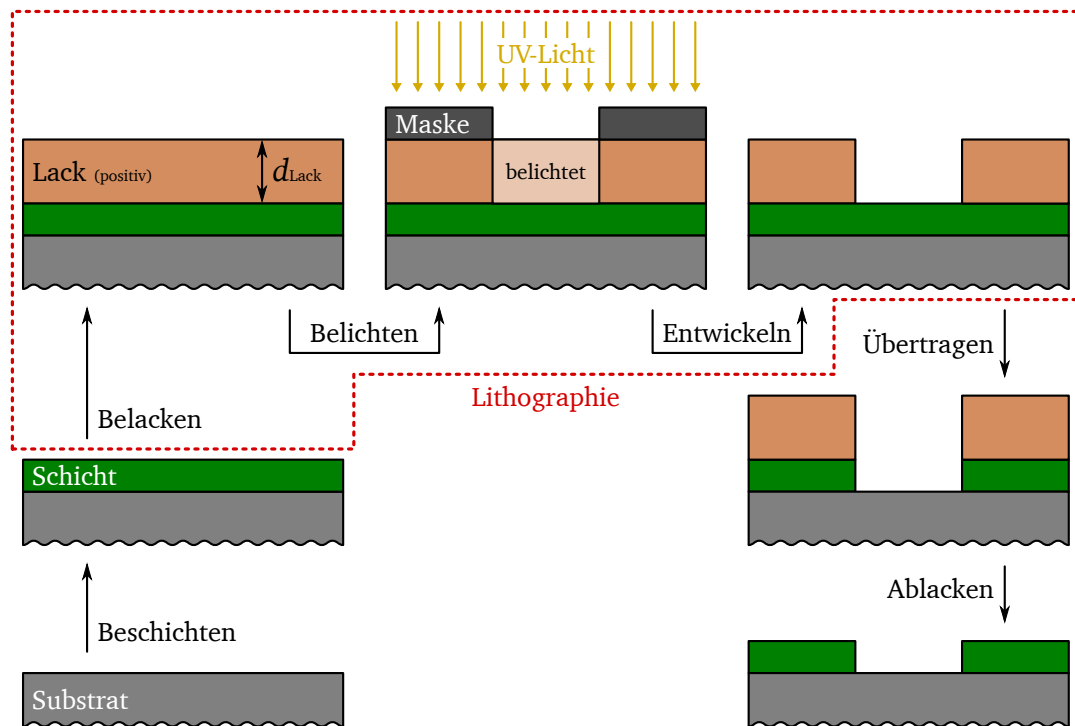 UV-Licht
Maske
Lack (positiv)
dLack
belichtet
Belichten
Entwickeln
Übertragen
Lithographie
Belacken
Schicht
Ablacken
Beschichten
Substrat